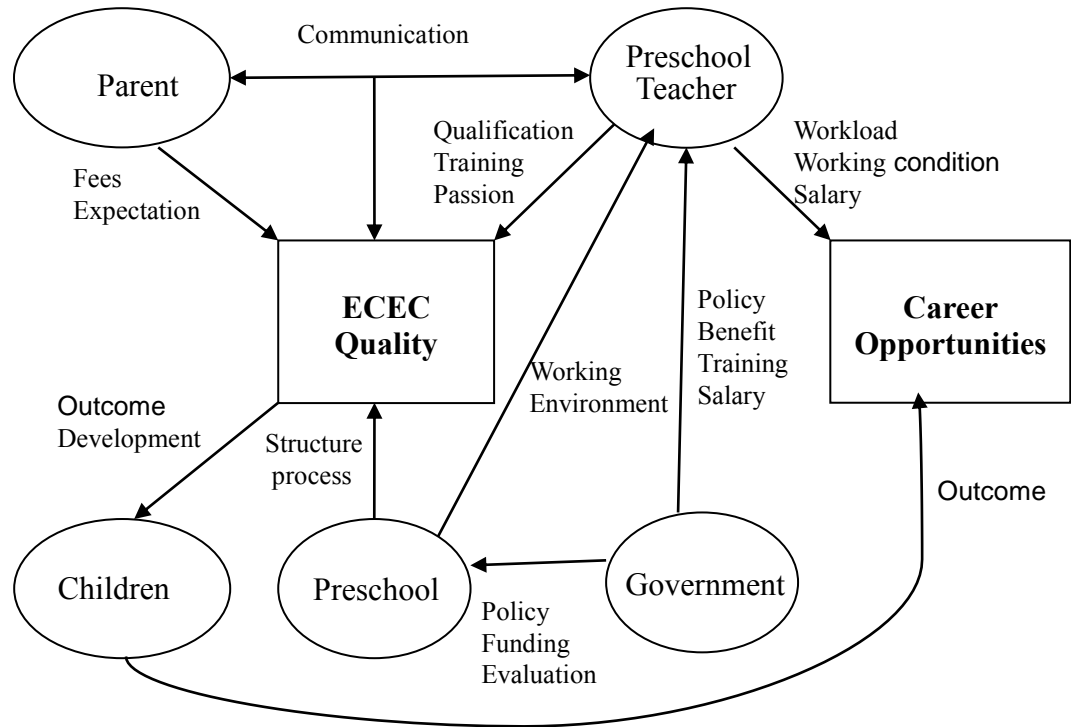 Communication
Parent
Preschool
Teacher
Qualification
Training
Passion
Workload
Working condition
Salary
Fees
Expectation
ECEC
Quality
Policy
Benefit
Training
Salary
Career
Opportunities
Working
Environment
Outcome
Development
Structure
process
Outcome
Children
Preschool
Government
Policy
Funding
Evaluation